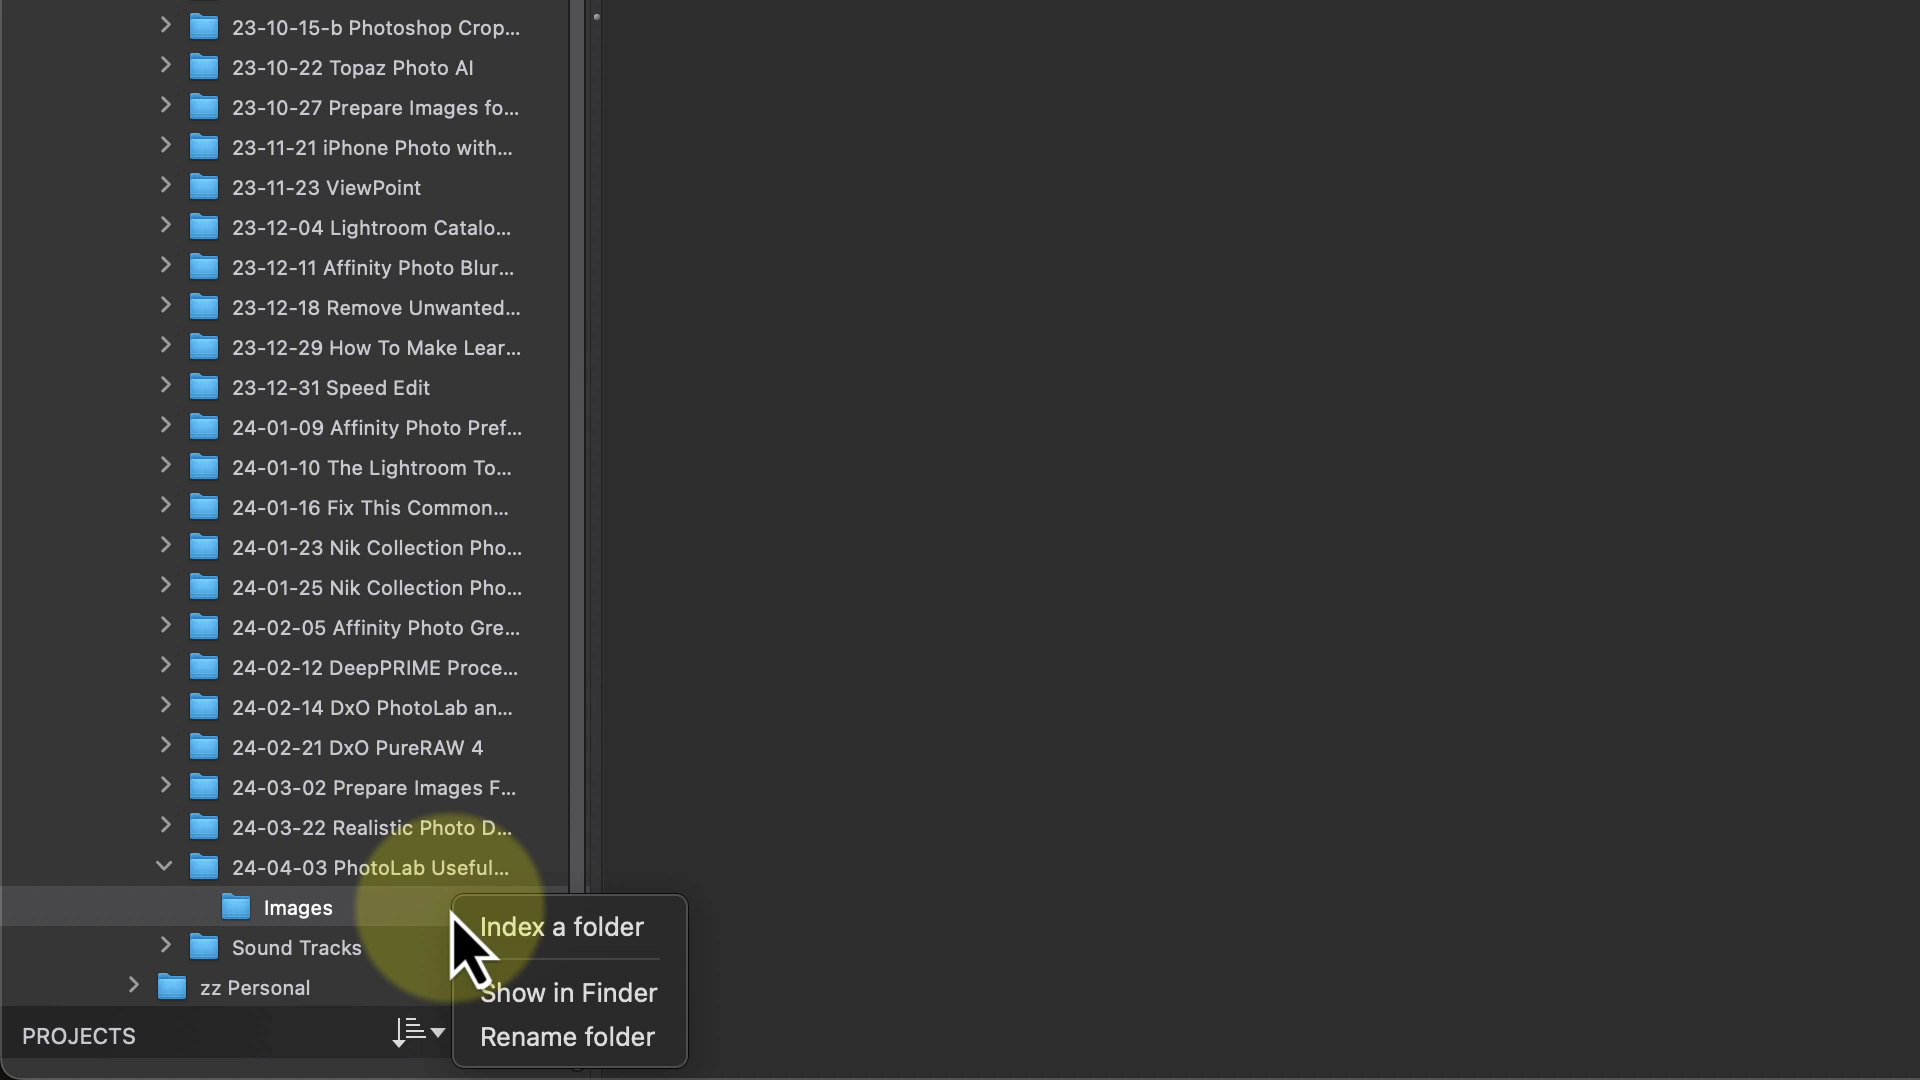 23-10-15-b Photoshop Crop...
23-10-22 Topaz Photo AI
23-10-27 Prepare Images fo...
23-11-21 iPhone Photo with...
23-11-23 ViewPoint
23-12-04 Lightroom Catalo...
23-12-11 Affinity Photo Blur...
23-12-18 Remove Unwanted...
23-12-29 How To Make Lear...
23-12-31 Speed Edit
24-01-09 Affinity Photo Pref...
24-01-10 The Lightroom To...
24-01-16 Fix This Common...
24-01-23 Nik Collection Pho...
24-01-25 Nik Collection Pho...
24-02-05 Affinity Photo Gre...
24-02-12 DeepPRIME Proce...
24-02-14 DxO PhotoLab an...
24-02-21 DxO PureRAW 4
24-03-02 Prepare Images F...
24-03-22 Realistic Photo D...
24-04-03 PhotoLab Useful...
Images
Sound Tracks
zz Personal
PROJECTS
Index a folder
Show in Finder
Rename folder